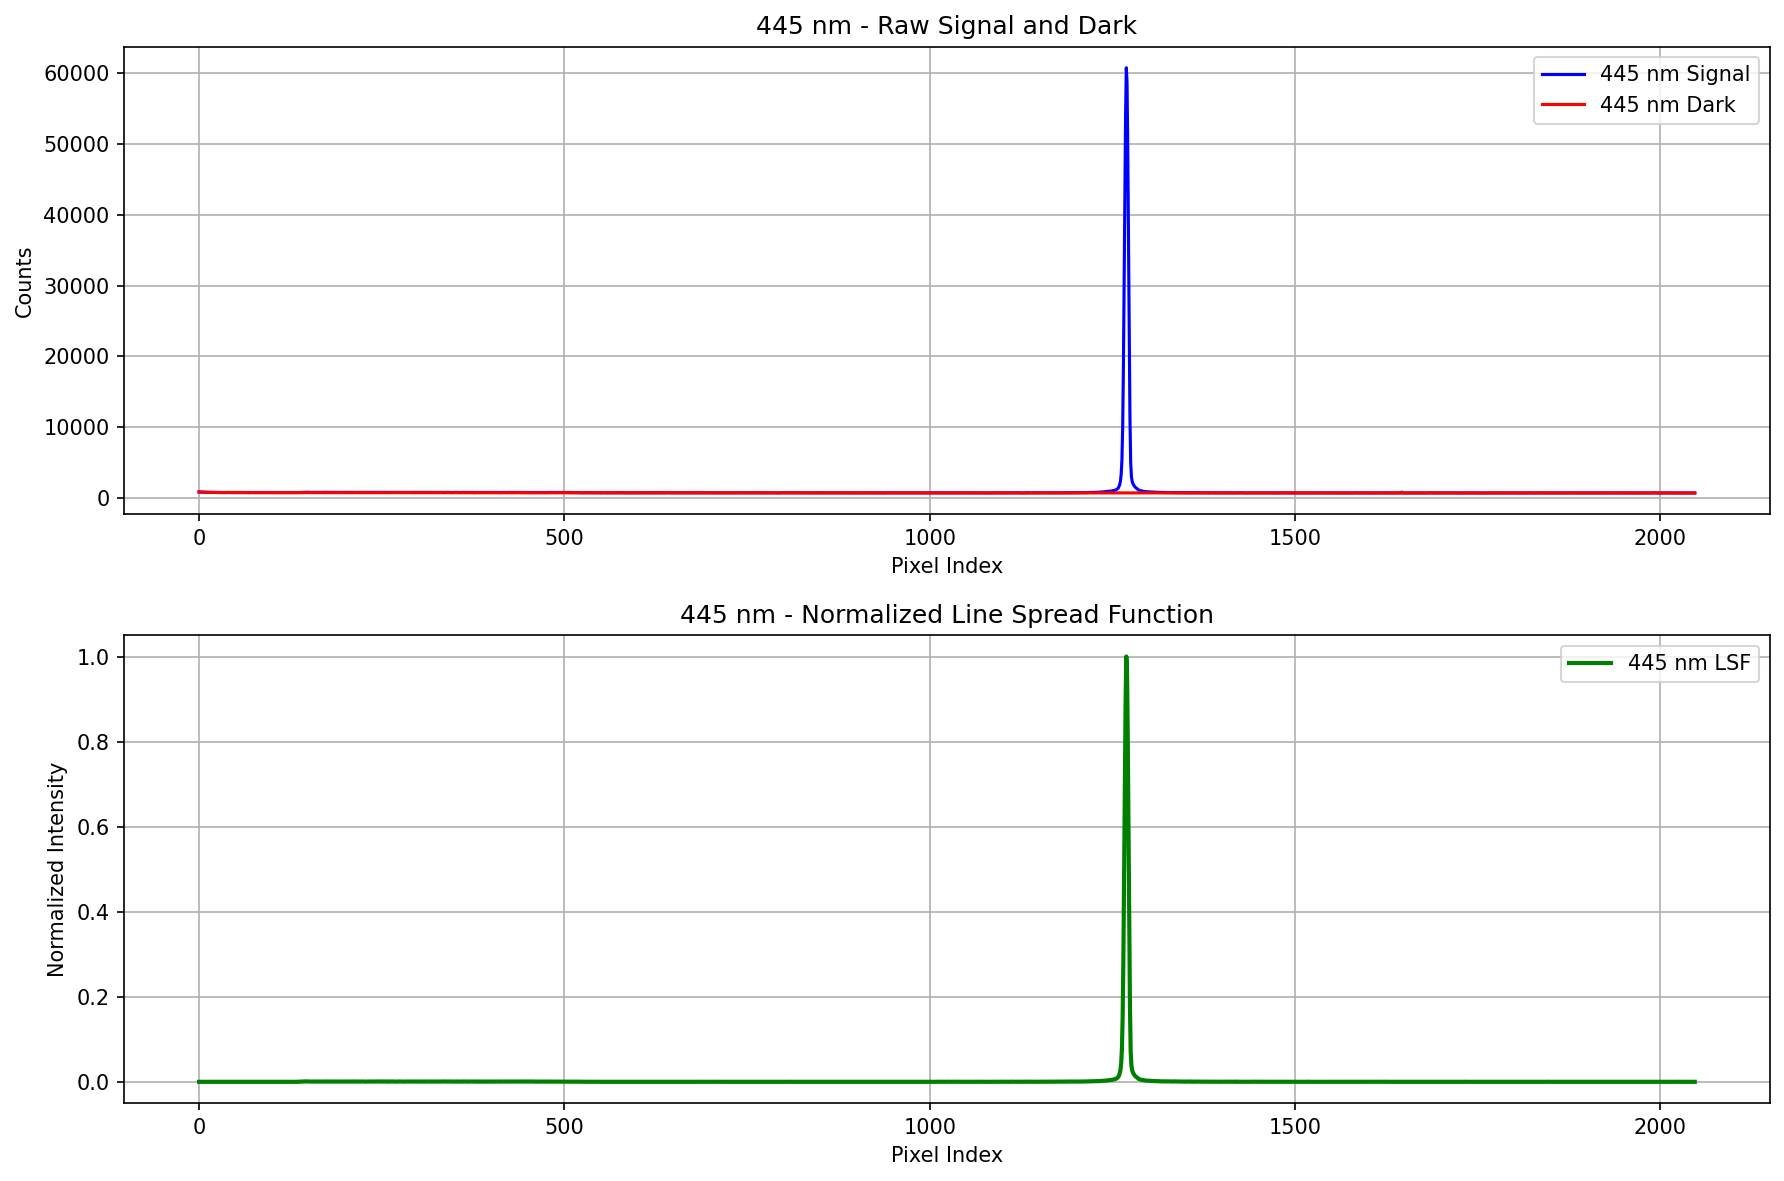 445 nm - Raw Signal and Dark
60000
50000
40000
30000
20000
10000
0
Counts
445 nm Signal
445 nm Dark
0
500
1000
1500
2000
Pixel Index
445 nm - Normalized Line Spread Function
1.0
0.8
0.6
0.4
0.2
0.0
Normalized Intensity
445 nm LSF
0
500
1000
1500
2000
Pixel Index